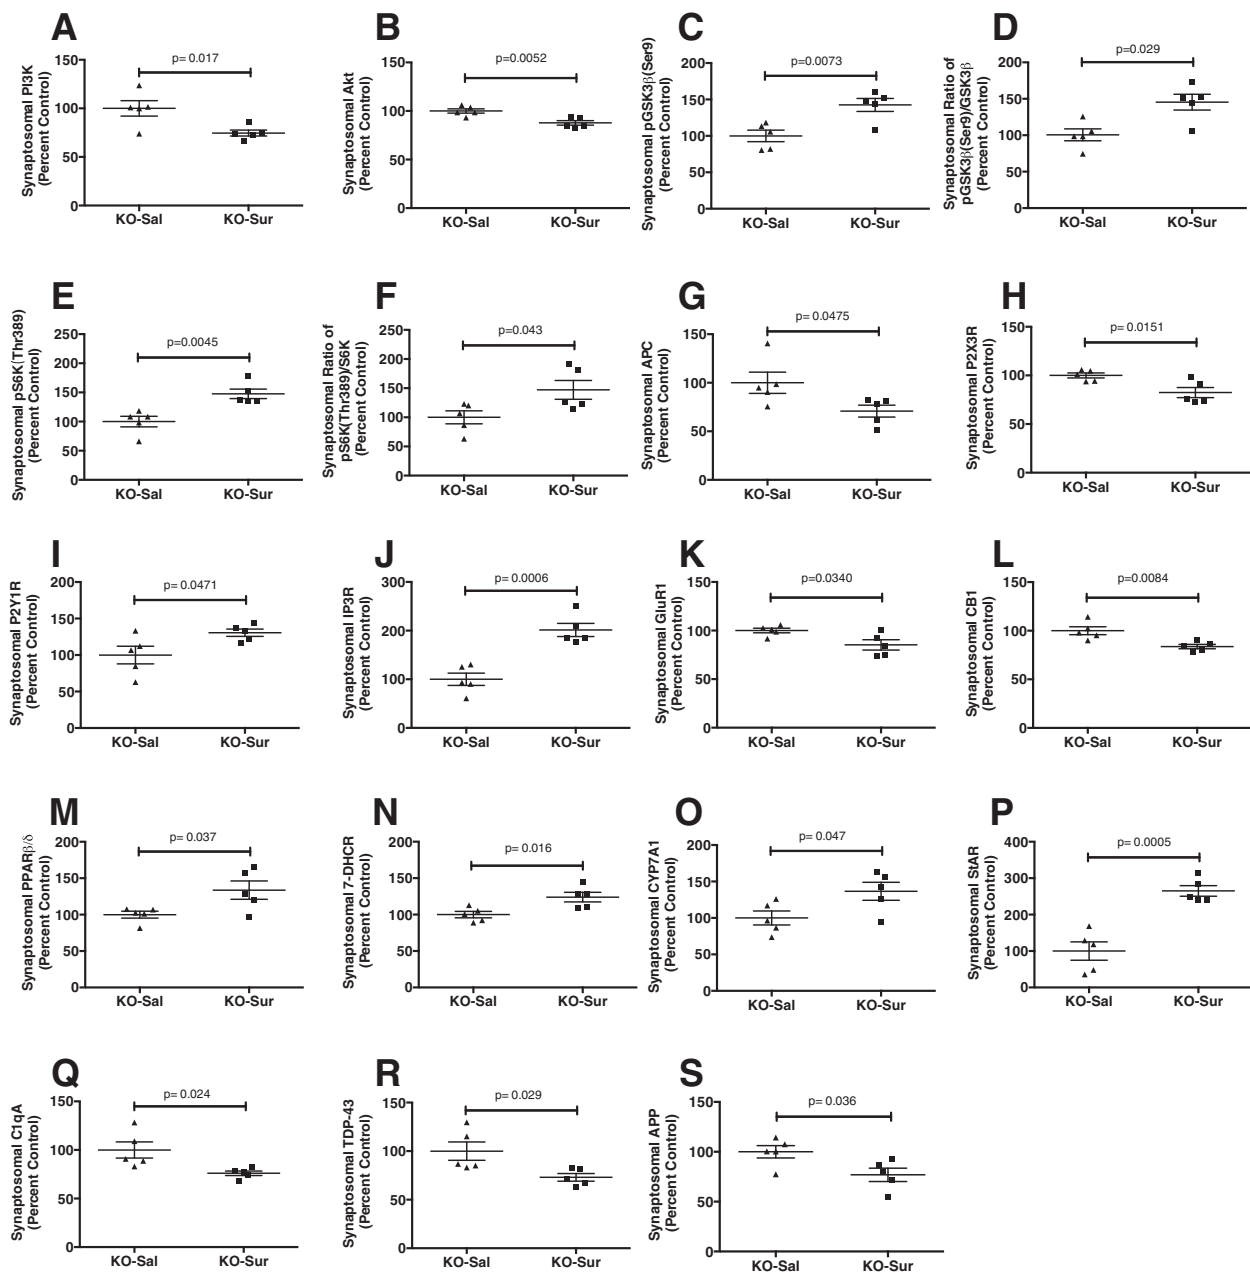 A
Synaptosomal PI3K
(Percent Control)
150
100
50
0
p= 0.017
KO-Sal
KO-Sur
B
Synaptosomal Akt
(Percent Control)
150
100
50
0
p=0.0052
KO-Sal
KO-Sur
C
Synaptosomal pGSK3β(Ser9)
(Percent Control)
200
150
100
50
0
p=0.0073
KO-Sal
KO-Sur
D
Synaptosomal Ratio of
pGSK3β(Ser9)/GSK3β
(Percent Control)
200
150
100
50
0
p=0.029
KO-Sal
KO-Sur
E
Synaptosomal pS6K(Thr389)
(Percent Control)
250
200
150
100
50
0
p=0.0045
KO-Sal
KO-Sur
F
Synaptosomal Ratio of
pS6K(Thr389)/S6K
(Percent Control)
250
200
150
100
50
0
p=0.043
KO-Sal
KO-Sur
G
Synaptosomal APC
(Percent Control)
150
100
50
0
p= 0.0475
KO-Sal
KO-Sur
H
Synaptosomal P2X3R
(Percent Control)
150
100
50
0
p= 0.0151
KO-Sal
KO-Sur
I
Synaptosomal P2Y1R
(Percent Control)
200
150
100
50
0
p= 0.0471
KO-Sal
KO-Sur
J
Synaptosomal IP3R
(Percent Control)
300
200
100
0
p= 0.0006
KO-Sal
KO-Sur
K
Synaptosomal GluR1
(Percent Control)
150
100
50
0
p=0.0340
KO-Sal
KO-Sur
L
Synaptosomal CB1
(Percent Control)
150
100
50
0
p=0.0084
KO-Sal
KO-Sur
M
Synaptosomal PPARβ/δ
(Percent Control)
200
150
100
50
0
p= 0.037
KO-Sal
KO-Sur
N
Synaptosomal 7-DHCR
(Percent Control)
200
150
100
50
0
p= 0.016
KO-Sal
KO-Sur
O
Synaptosomal CYP7A1
(Percent Control)
200
150
100
50
0
p= 0.047
KO-Sal
KO-Sur
P
Synaptosomal StAR
(Percent Control)
400
300
200
100
0
p= 0.0005
KO-Sal
KO-Sur
Q
Synaptosomal C1qA
(Percent Control)
150
100
50
0
p= 0.024
KO-Sal
KO-Sur
R
Synaptosomal TDP-43
(Percent Control)
150
100
50
0
p= 0.029
KO-Sal
KO-Sur
S
Synaptosomal APP
(Percent Control)
150
100
50
0
p= 0.036
KO-Sal
KO-Sur